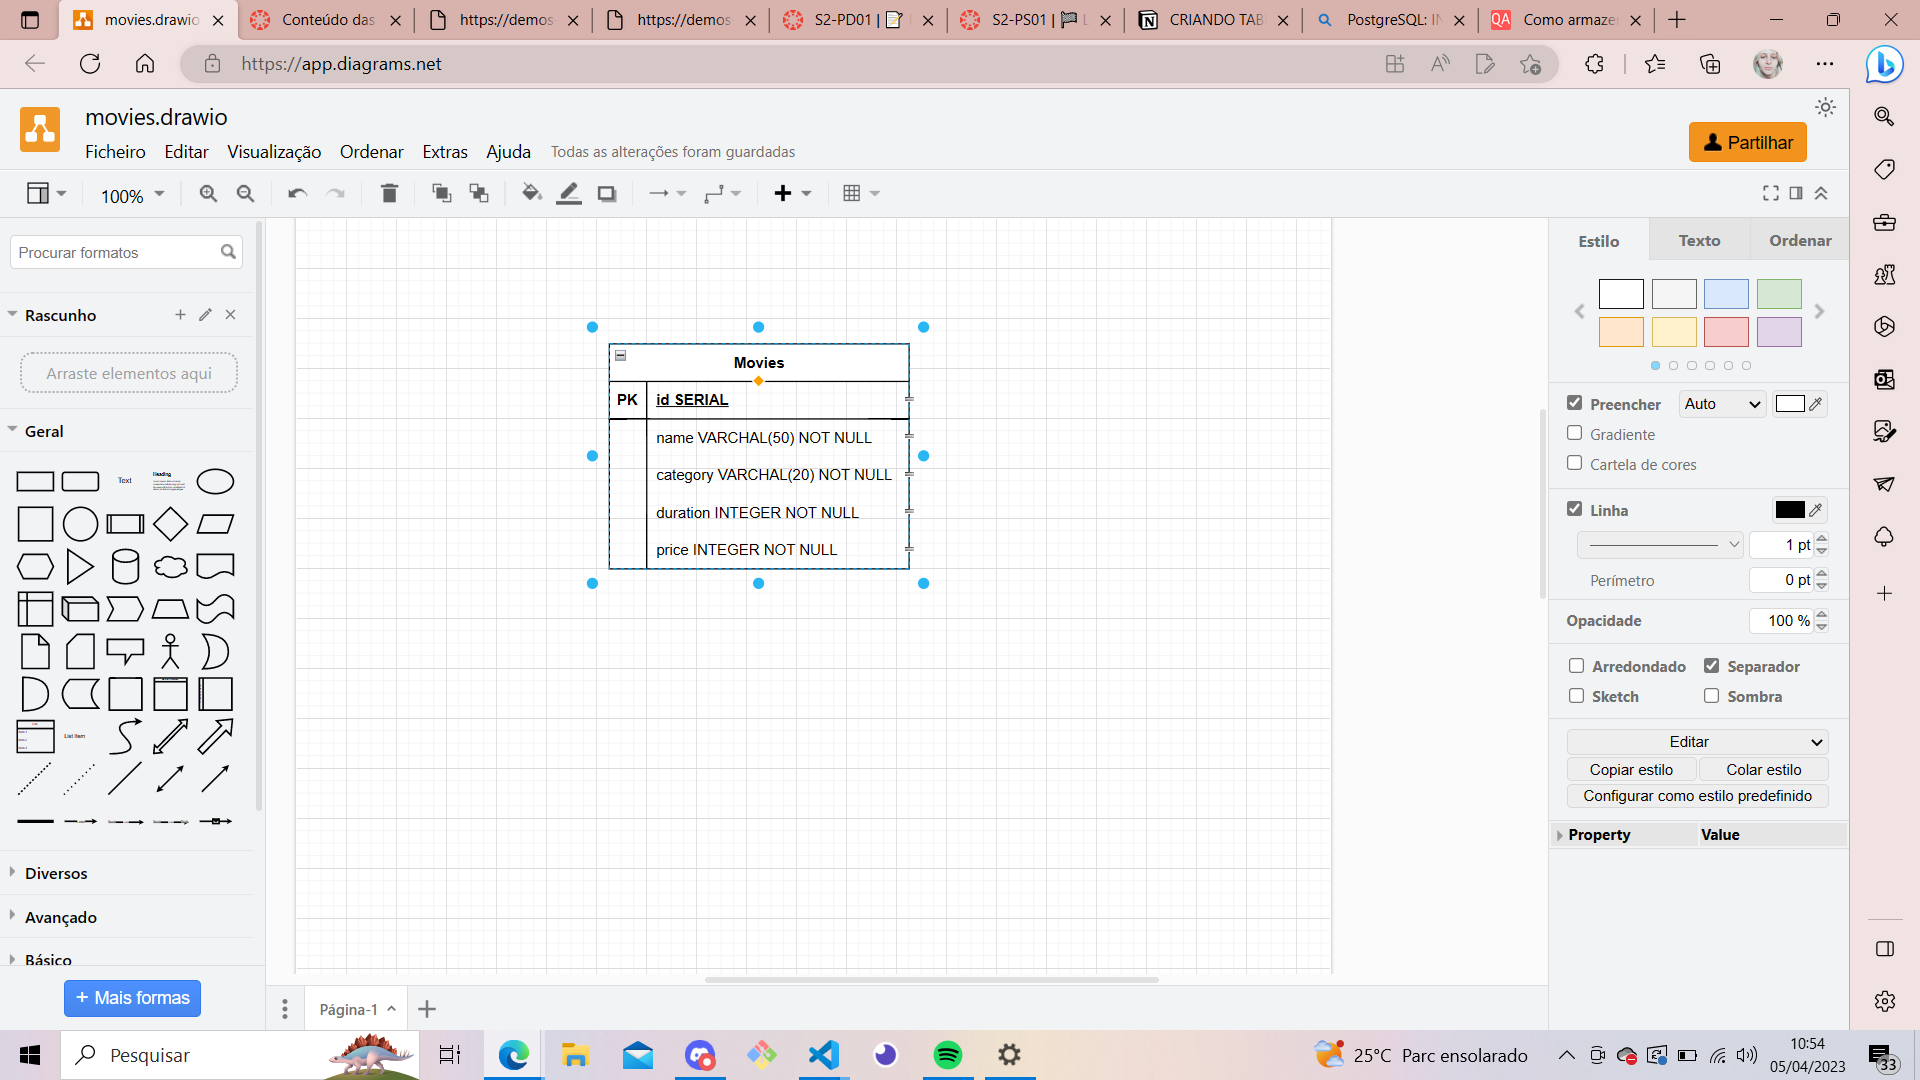 movies.drawio
Conteúdo das
https://demos
https://demos
S2-PD01 |
S2-PS01 |
CRIANDO TAB
PostgreSQL: IN
QA
Como armaze
https://app.diagrams.net
movies.drawio
Ficheiro Editar Visualização Ordenar Extras Ajuda Todas as alterações foram guardadas
Partilhar
100%
Procurar formatos
Rascunho
Arraste elementos aqui
Geral
Text
Heading
List Item
Diversos
Avançado
Básico
+ Mais formas
Movies
PK id SERIAL
name VARCHAR(50) NOT NULL
category VARCHAR(20) NOT NULL
duration INTEGER NOT NULL
price INTEGER NOT NULL
Página-1
Estilo Texto Ordenar
Preencher Auto
Gradiente
Cartela de cores
Linha
1 pt
Perímetro 0 pt
Opacidade 100 %
Arredondado Separador
Sketch Sombra
Editar
Copiar estilo Colar estilo
Configurar como estilo predefinido
Property Value
Pesquisar
25°C Parc ensolarado
10:54
05/04/2023
33